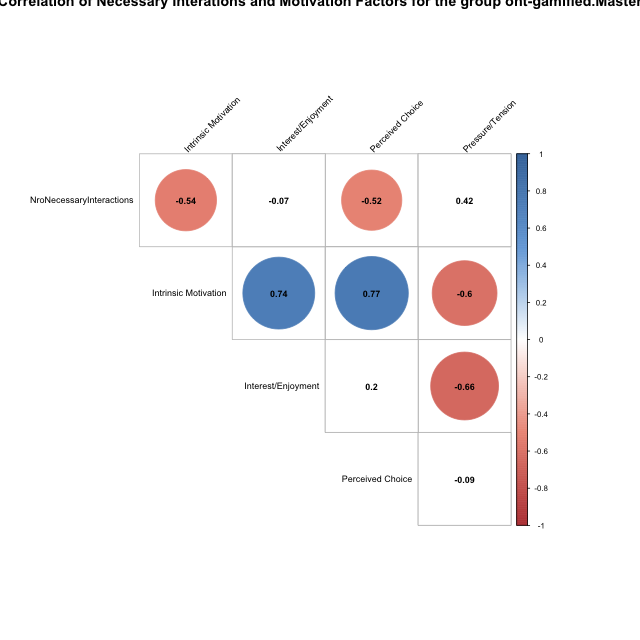 Correlation of Necessary Interations and Motivation Factors for the group ont-gamified.Master
Intrinsic Motivation
Interest/Enjoyment
Perceived Choice
Pressure/Tension
NroNecessaryInteractions
-0.54
-0.07
-0.52
0.42
Intrinsic Motivation
0.74
0.77
-0.6
Interest/Enjoyment
0.2
-0.66
Perceived Choice
-0.09
1
0.8
0.6
0.4
0.2
0
-0.2
-0.4
-0.6
-0.8
-1